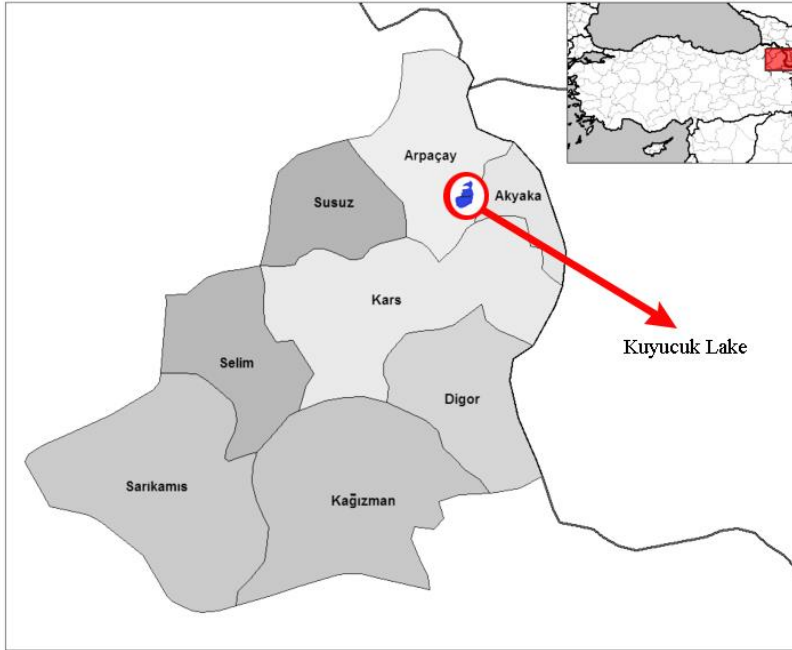 Arpaçay
Akyaka
Susuz
Kars
Kuyucuk Lake
Selim
Digor
Sarıkamıs
Kağızman